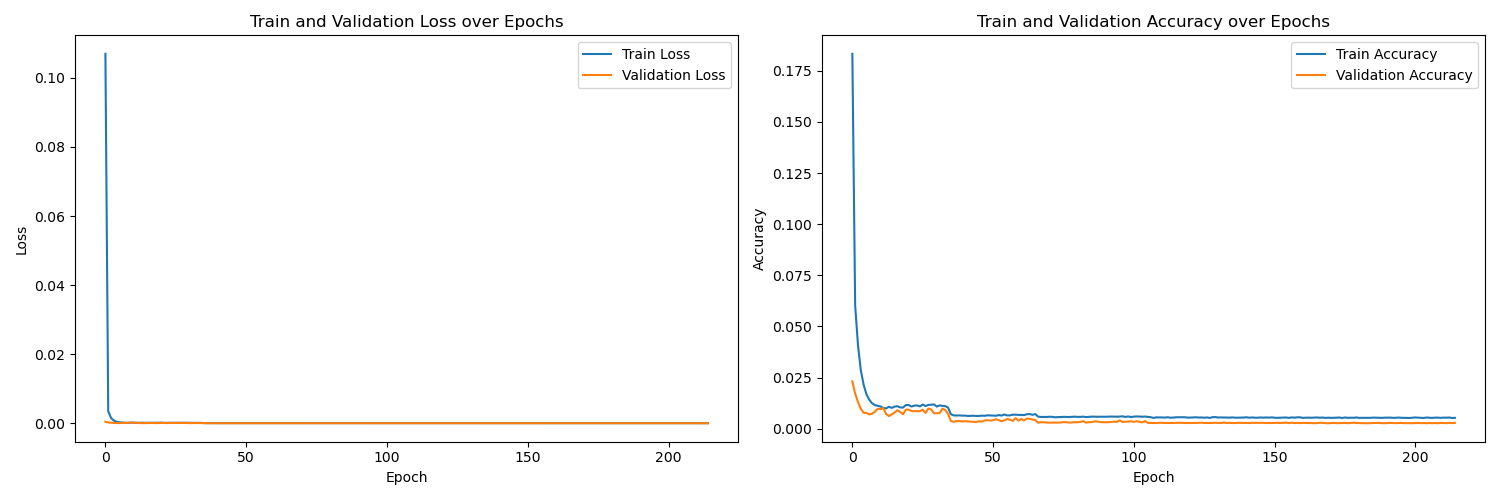 Train and Validation Loss over Epochs
Train Loss
Validation Loss
0.10
0.08
0.06
0.04
0.02
0.00
Loss
0
50
100
150
200
Epoch
Train and Validation Accuracy over Epochs
Train Accuracy
Validation Accuracy
0.175
0.150
0.125
0.100
0.075
0.050
0.025
0.000
Accuracy
0
50
100
150
200
Epoch